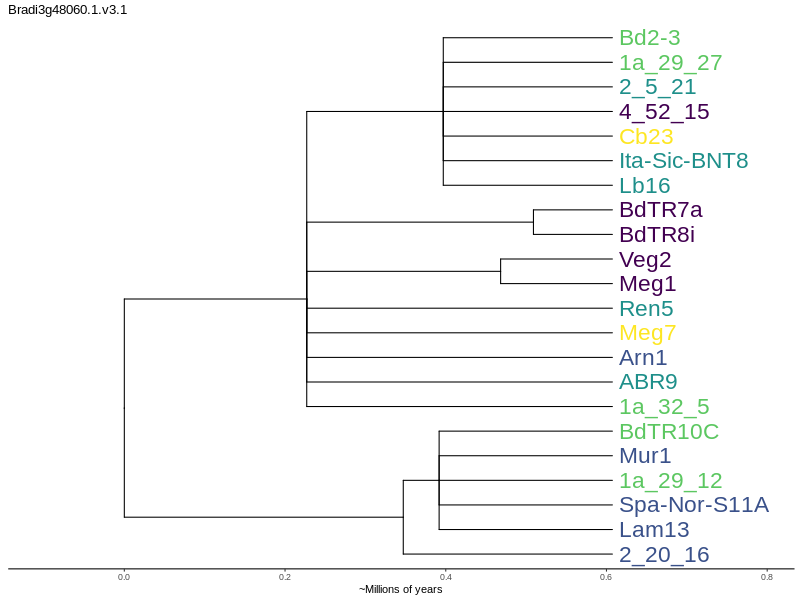 Bradi3g48060.1.v3.1
Bd2-3
1a_29_27
2_5_21
4_52_15
Cb23
Ita-Sic-BNT8
Lb16
BdTR7a
BdTR8i
Veg2
Meg1
Ren5
Meg7
Arn1
ABR9
1a_32_5
BdTR10C
Mur1
1a_29_12
Spa-Nor-S11A
Lam13
2_20_16
0.0 0.2 0.4 0.6 0.8
~Millions of years